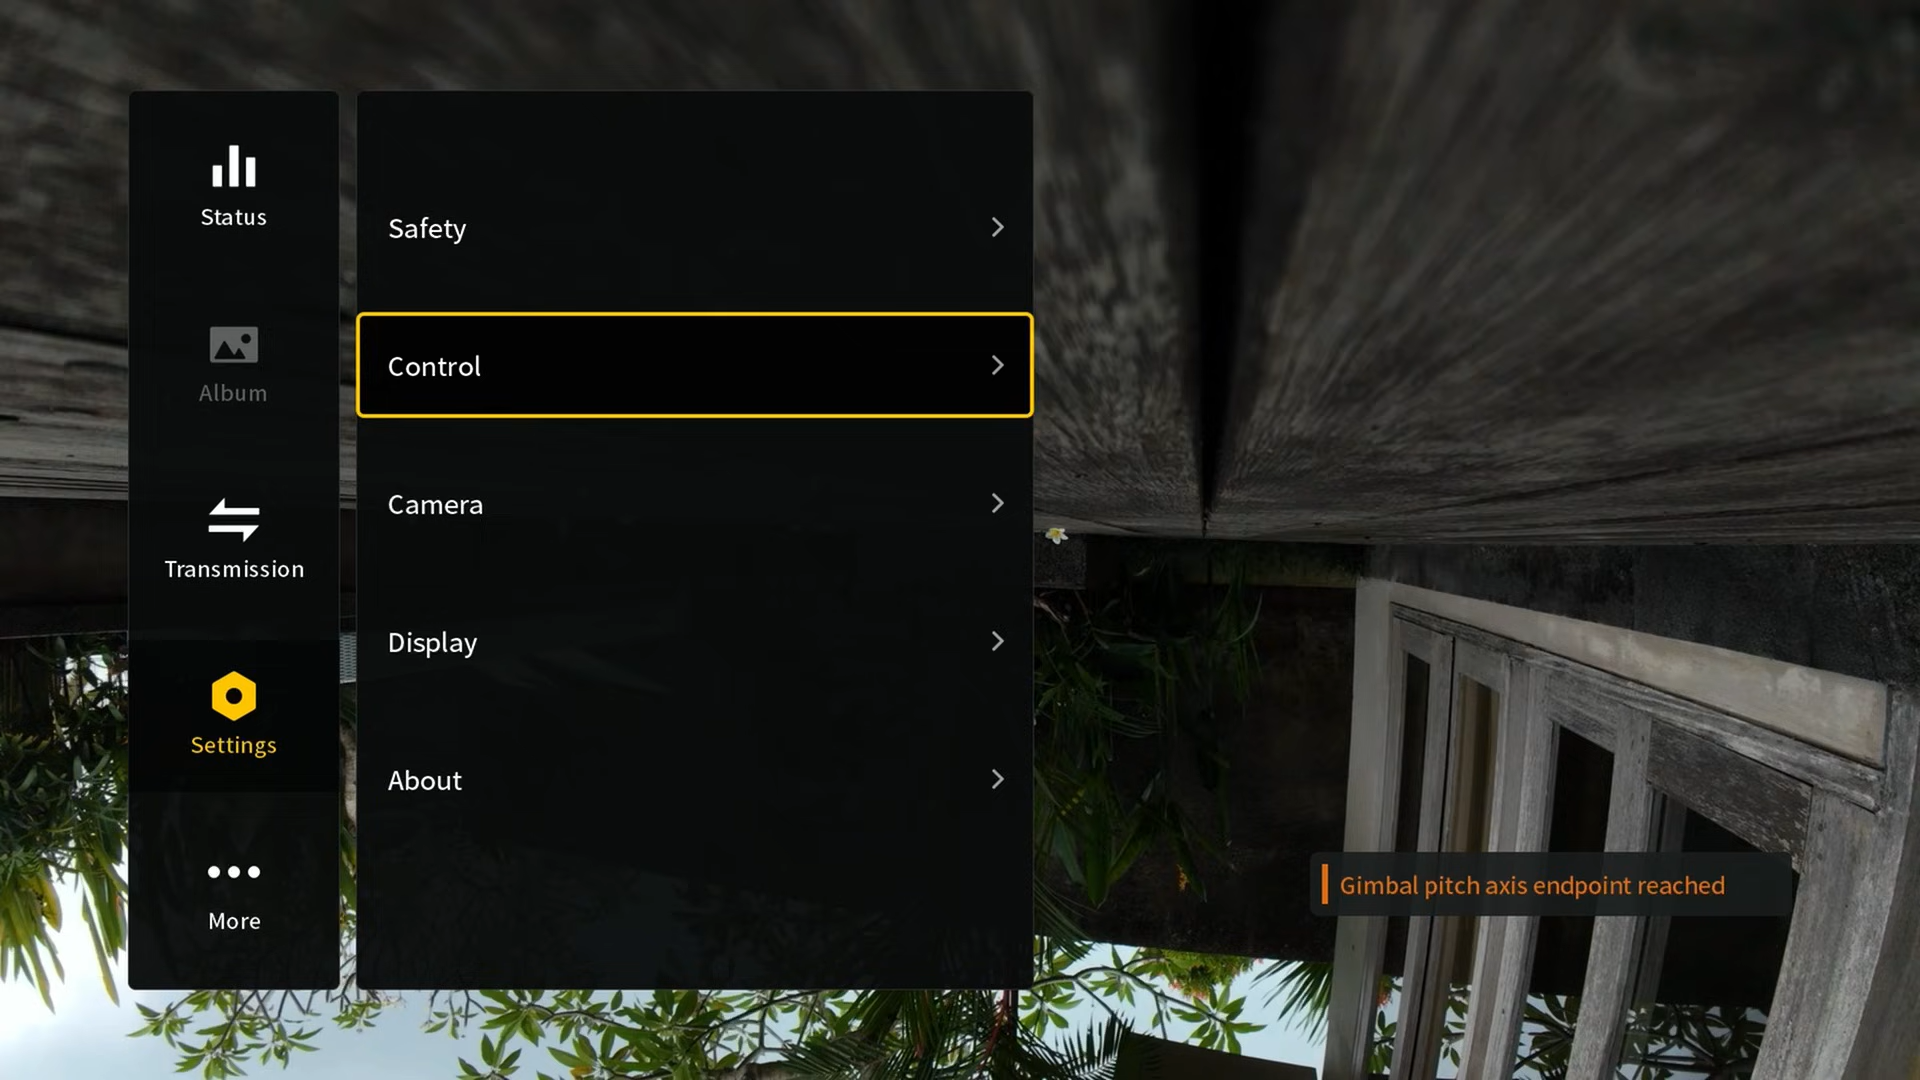 Status
Album
Transmission
Settings
More
Safety
Control
Camera
Display
About
Gimbal pitch axis endpoint reached